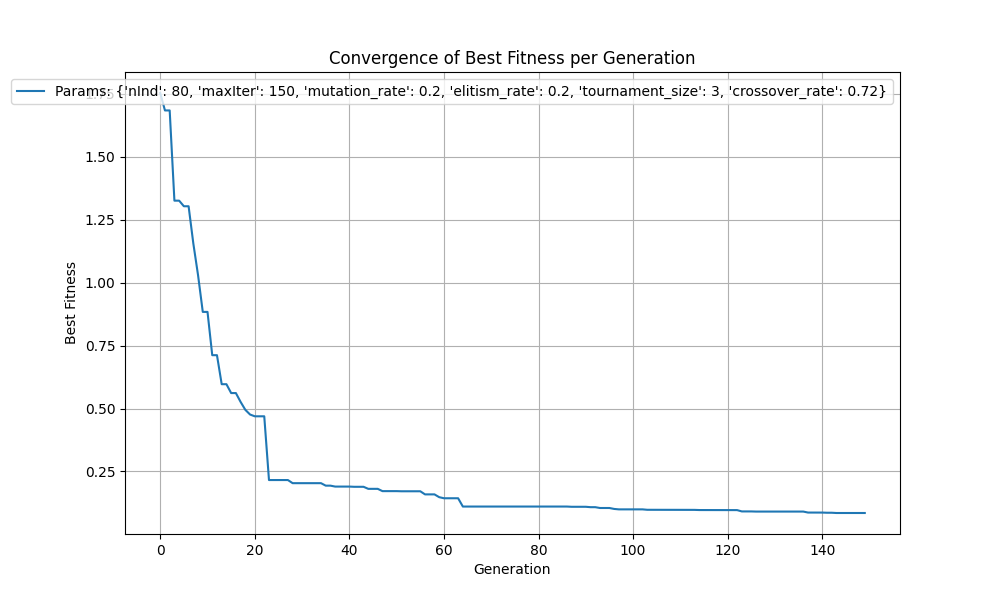 Convergence of Best Fitness per Generation
Params: {'nInd': 80, 'maxIter': 150, 'mutation_rate': 0.2, 'elitism_rate': 0.2, 'tournament_size': 3, 'crossover_rate': 0.72}
1.75
1.50
1.25
1.00
0.75
0.50
0.25
Best Fitness
0 20 40 60 80 100 120 140
Generation